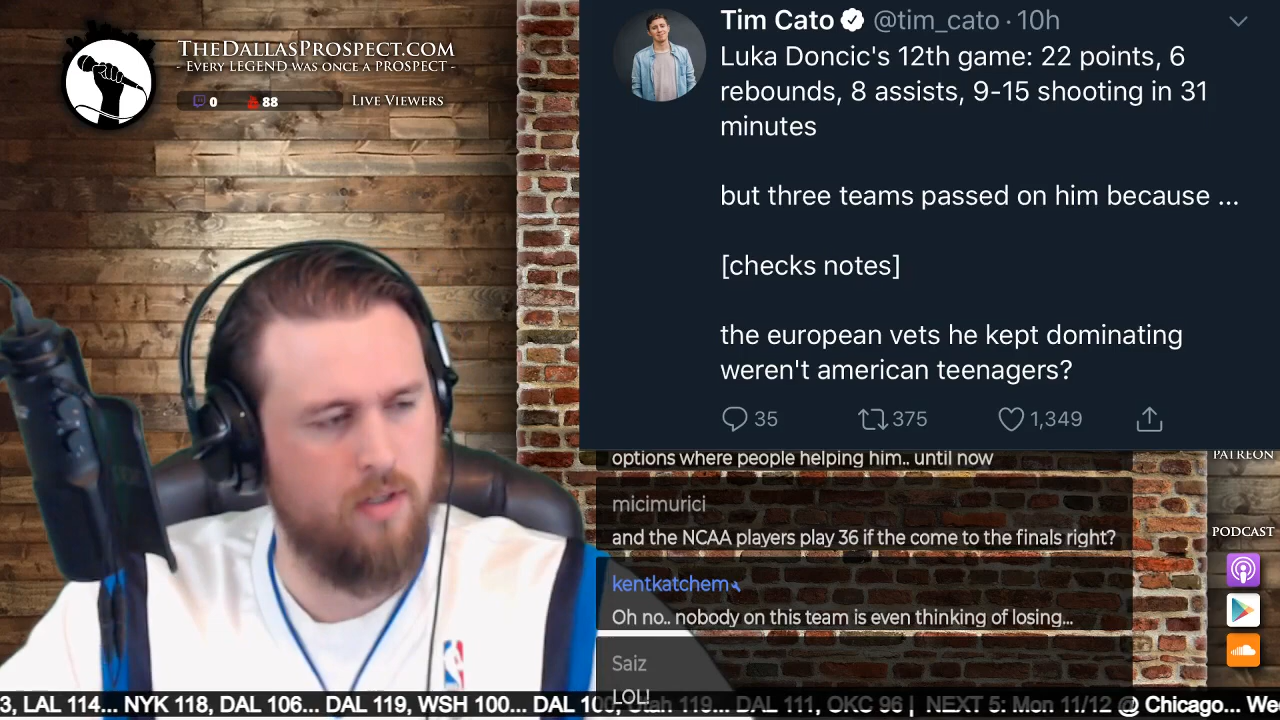 THEDALLASPROSPECT.COM
- EVERY LEGEND WAS ONCE A PROSPECT -
0 88 LIVE VIEWERS
Tim Cato @tim_cato · 10h
Luka Doncic's 12th game: 22 points, 6
rebounds, 8 assists, 9-15 shooting in 31
minutes
but three teams passed on him because ...
[checks notes]
the european vets he kept dominating
weren't american teenagers?
35 375 1,349
options where people helping him.. until now
micimurici
and the NCAA players play 36 if the come to the finals right?
kentkatchem
Oh no.. nobody on this team is even thinking of losing...
Saiz
LOL!
PATREON
PODCAST
3, LAL 114... NYK 118, DAL 106... DAL 119, WSH 100... DAL 100, Utah 119... DAL 111, OKC 96 | NEXT 5: Mon 11/12 @ Chicago... We